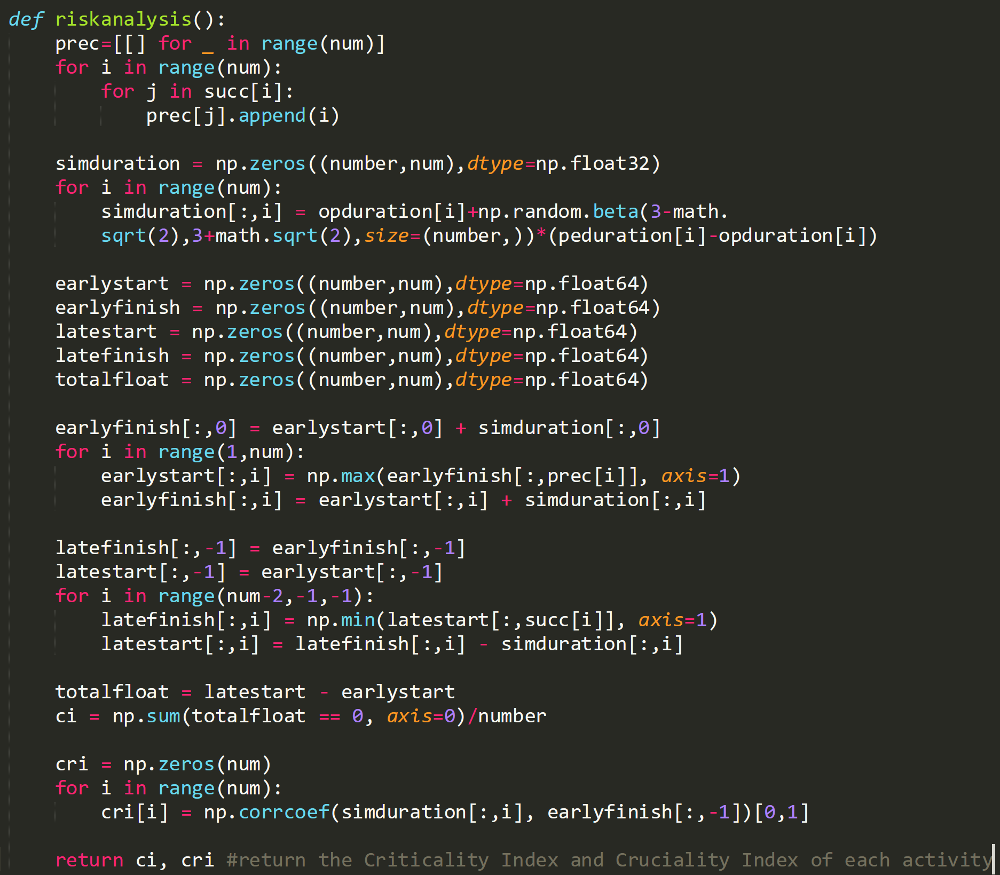 def riskanalysis():
    prec=[[] for _ in range(num)]
    for i in range(num):
        for j in succ[i]:
            prec[j].append(i)

    simduration = np.zeros((number,num),dtype=np.float32)
    for i in range(num):
        simduration[:,i] = opduration[i]+np.random.beta(3-math.
        sqrt(2),3+math.sqrt(2),size=(number,))*(peduration[i]-opduration[i])

    earlystart = np.zeros((number,num),dtype=np.float64)
    earlyfinish = np.zeros((number,num),dtype=np.float64)
    latestart = np.zeros((number,num),dtype=np.float64)
    latefinish = np.zeros((number,num),dtype=np.float64)
    totalfloat = np.zeros((number,num),dtype=np.float64)

    earlyfinish[:,0] = earlystart[:,0] + simduration[:,0]
    for i in range(1,num):
        earlystart[:,i] = np.max(earlyfinish[:,prec[i]], axis=1)
        earlyfinish[:,i] = earlystart[:,i] + simduration[:,i]

    latefinish[:,-1] = earlyfinish[:,-1]
    latestart[:,-1] = earlystart[:,-1]
    for i in range(num-2,-1,-1):
        latefinish[:,i] = np.min(latestart[:,succ[i]], axis=1)
        latestart[:,i] = latefinish[:,i] - simduration[:,i]

    totalfloat = latestart - earlystart
    ci = np.sum(totalfloat == 0, axis=0)/number

    cri = np.zeros(num)
    for i in range(num):
        cri[i] = np.corrcoef(simduration[:,i], earlyfinish[:,-1])[0,1]

    return ci, cri #return the Criticality Index and Cruciality Index of each activity